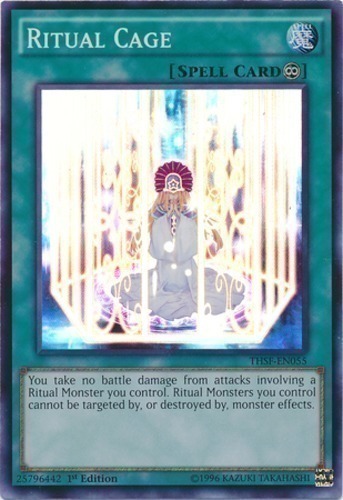 Ritual Cage
[Spell Card]
THSF-EN055
You take no battle damage from attacks involving a
Ritual Monster you control. Ritual Monsters you control
cannot be targeted by, or destroyed by, monster effects.
25796442 1st Edition ©1996 KAZUKI TAKAHASHI